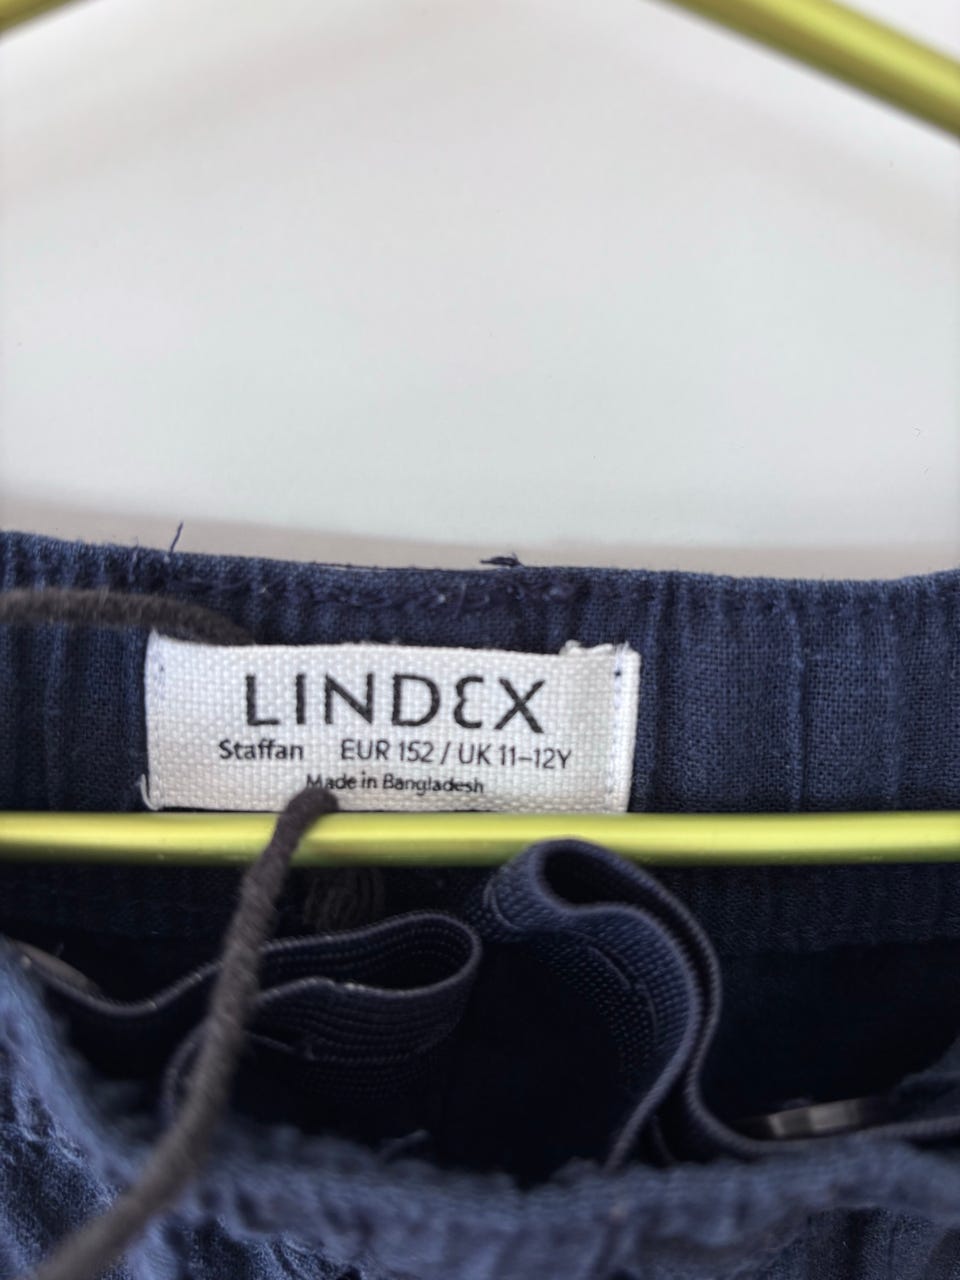 LINDEX
Staffan EUR 152 / UK 11–12Y
Made in Bangladesh